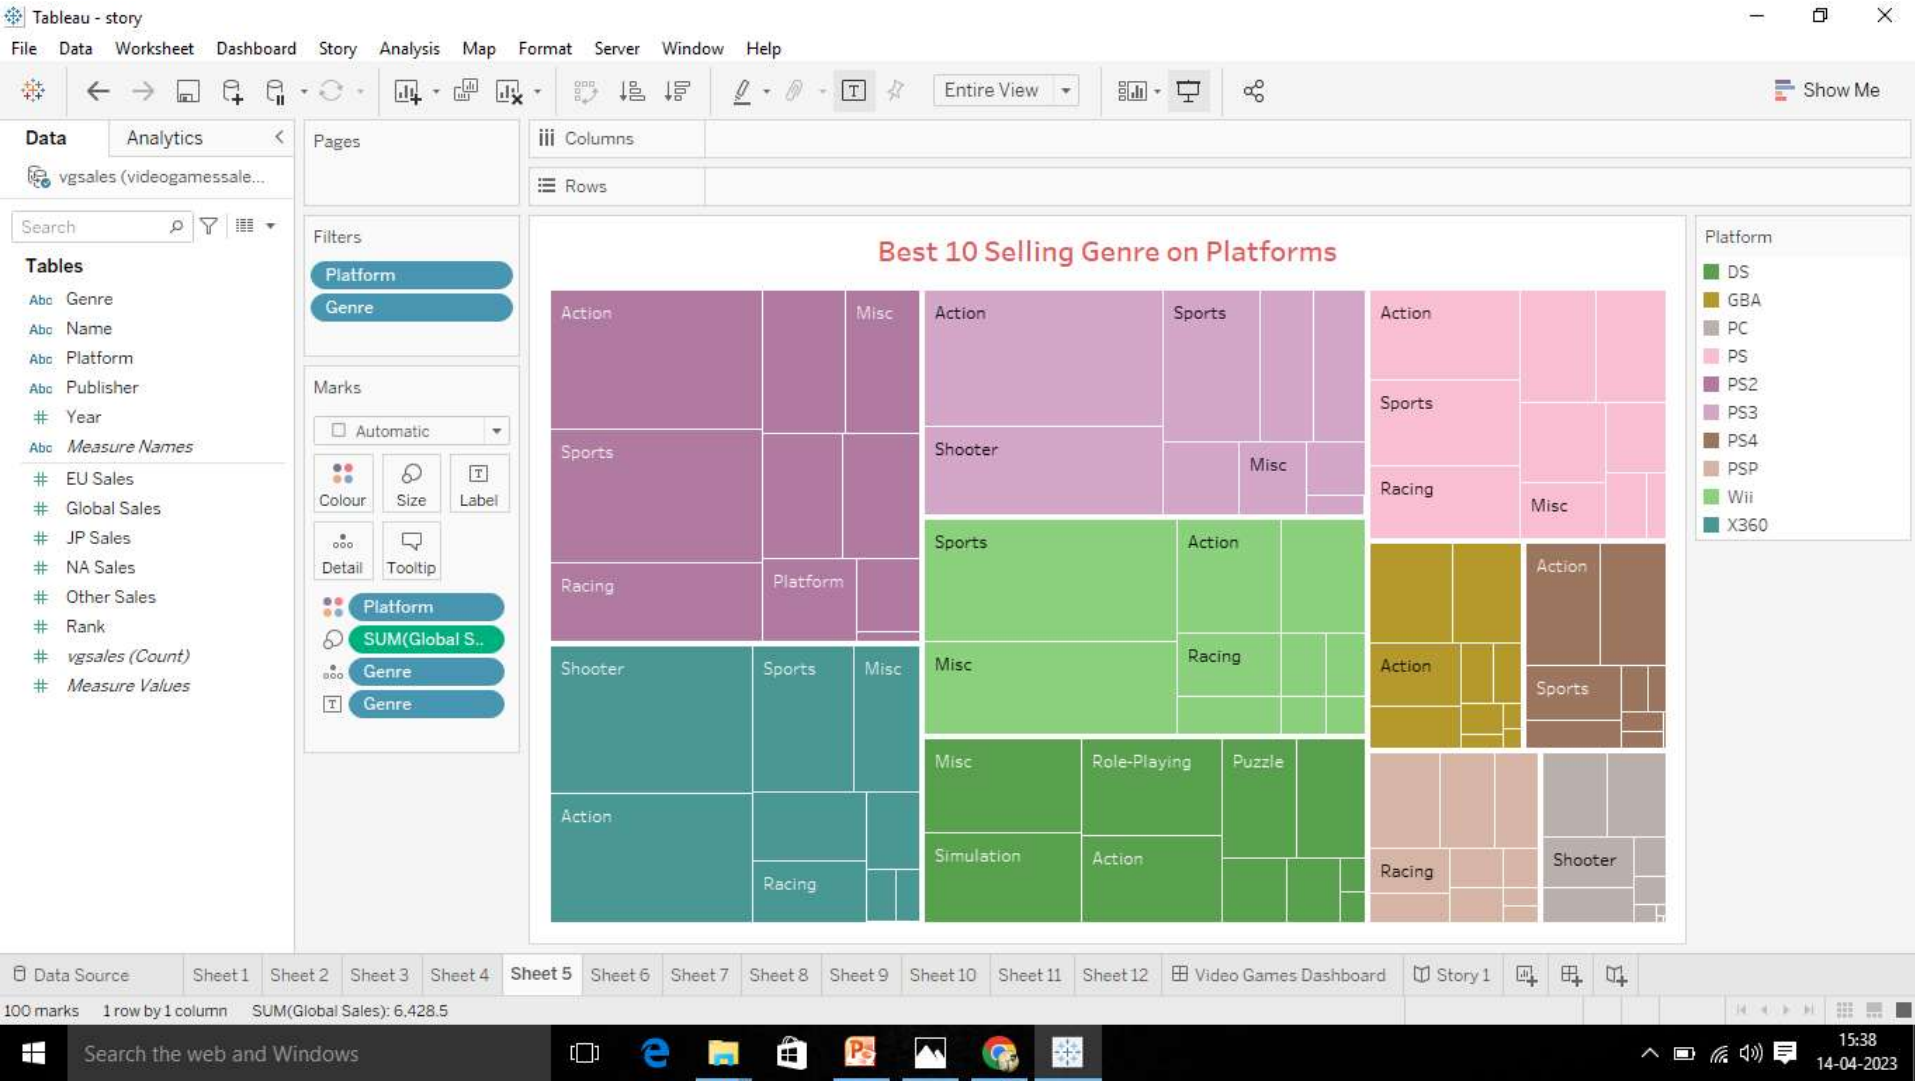 Tableau - story
File Data Worksheet Dashboard Story Analysis Map Format Server Window Help
Entire View
Show Me
Data Analytics
vgsales (videogamessale...
Search
Tables
Abc Genre
Abc Name
Abc Platform
Abc Publisher
# Year
Abc Measure Names
# EU Sales
# Global Sales
# JP Sales
# NA Sales
# Other Sales
# Rank
# vgsales (Count)
# Measure Values
Pages
Filters
Platform
Genre
Marks
Automatic
Colour Size Label
Detail Tooltip
Platform
SUM(Global S..
Genre
Genre
Columns
Rows
Best 10 Selling Genre on Platforms
Action
Misc
Sports
Racing
Platform
Shooter
Sports
Misc
Action
Racing
Action
Sports
Shooter
Misc
Sports
Action
Misc
Racing
Misc
Role-Playing
Puzzle
Simulation
Action
Action
Sports
Racing
Misc
Action
Action
Sports
Racing
Shooter
Platform
DS
GBA
PC
PS
PS2
PS3
PS4
PSP
Wii
X360
Data Source Sheet 1 Sheet 2 Sheet 3 Sheet 4 Sheet 5 Sheet 6 Sheet 7 Sheet 8 Sheet 9 Sheet 10 Sheet 11 Sheet 12 Video Games Dashboard Story 1
100 marks 1 row by 1 column SUM(Global Sales): 6,428.5
Search the web and Windows
15:38
14-04-2023